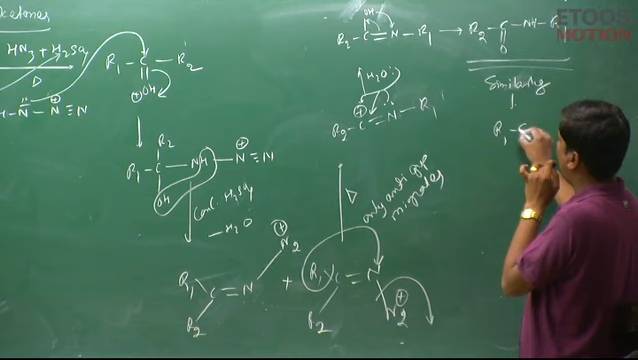 ketones
HN3 + H2SO4
Δ
H-N-N≡N
R1-C-R2
OH
R2
R1-C-NH-N≡N
OH
Conc. H2SO4
-H2O
R1
C=N
R2
N2
+
R1
C=N
R2
N2
Δ
only anti grp
migrates
R2-C≡N-R1
H2O
OH
R2-C=N-R1 → R2-C-NH-R
O
Similarly
R1-C
ETOOS
MOTION